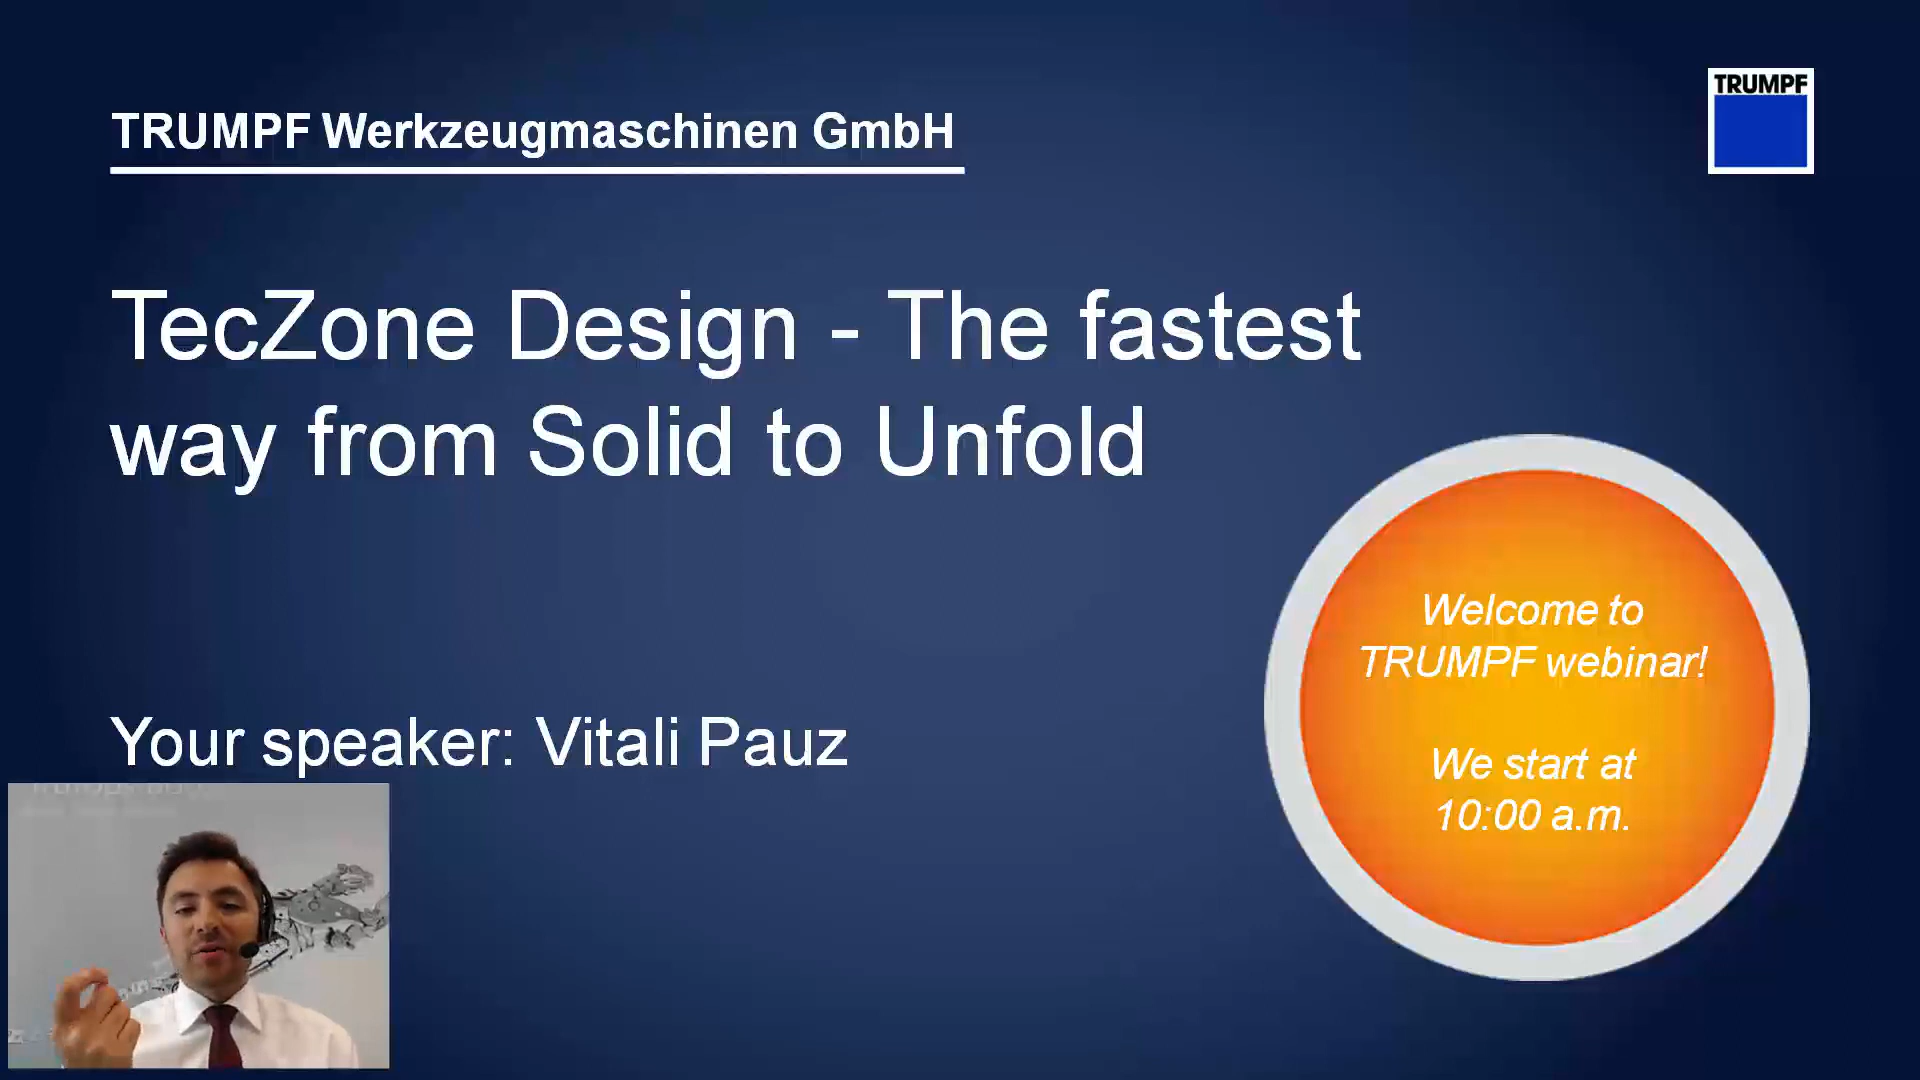 TRUMPF Werkzeugmaschinen GmbH
TRUMPF
TecZone Design - The fastest
way from Solid to Unfold
Welcome to
TRUMPF webinar!
We start at
10:00 a.m.
Your speaker: Vitali Pauz